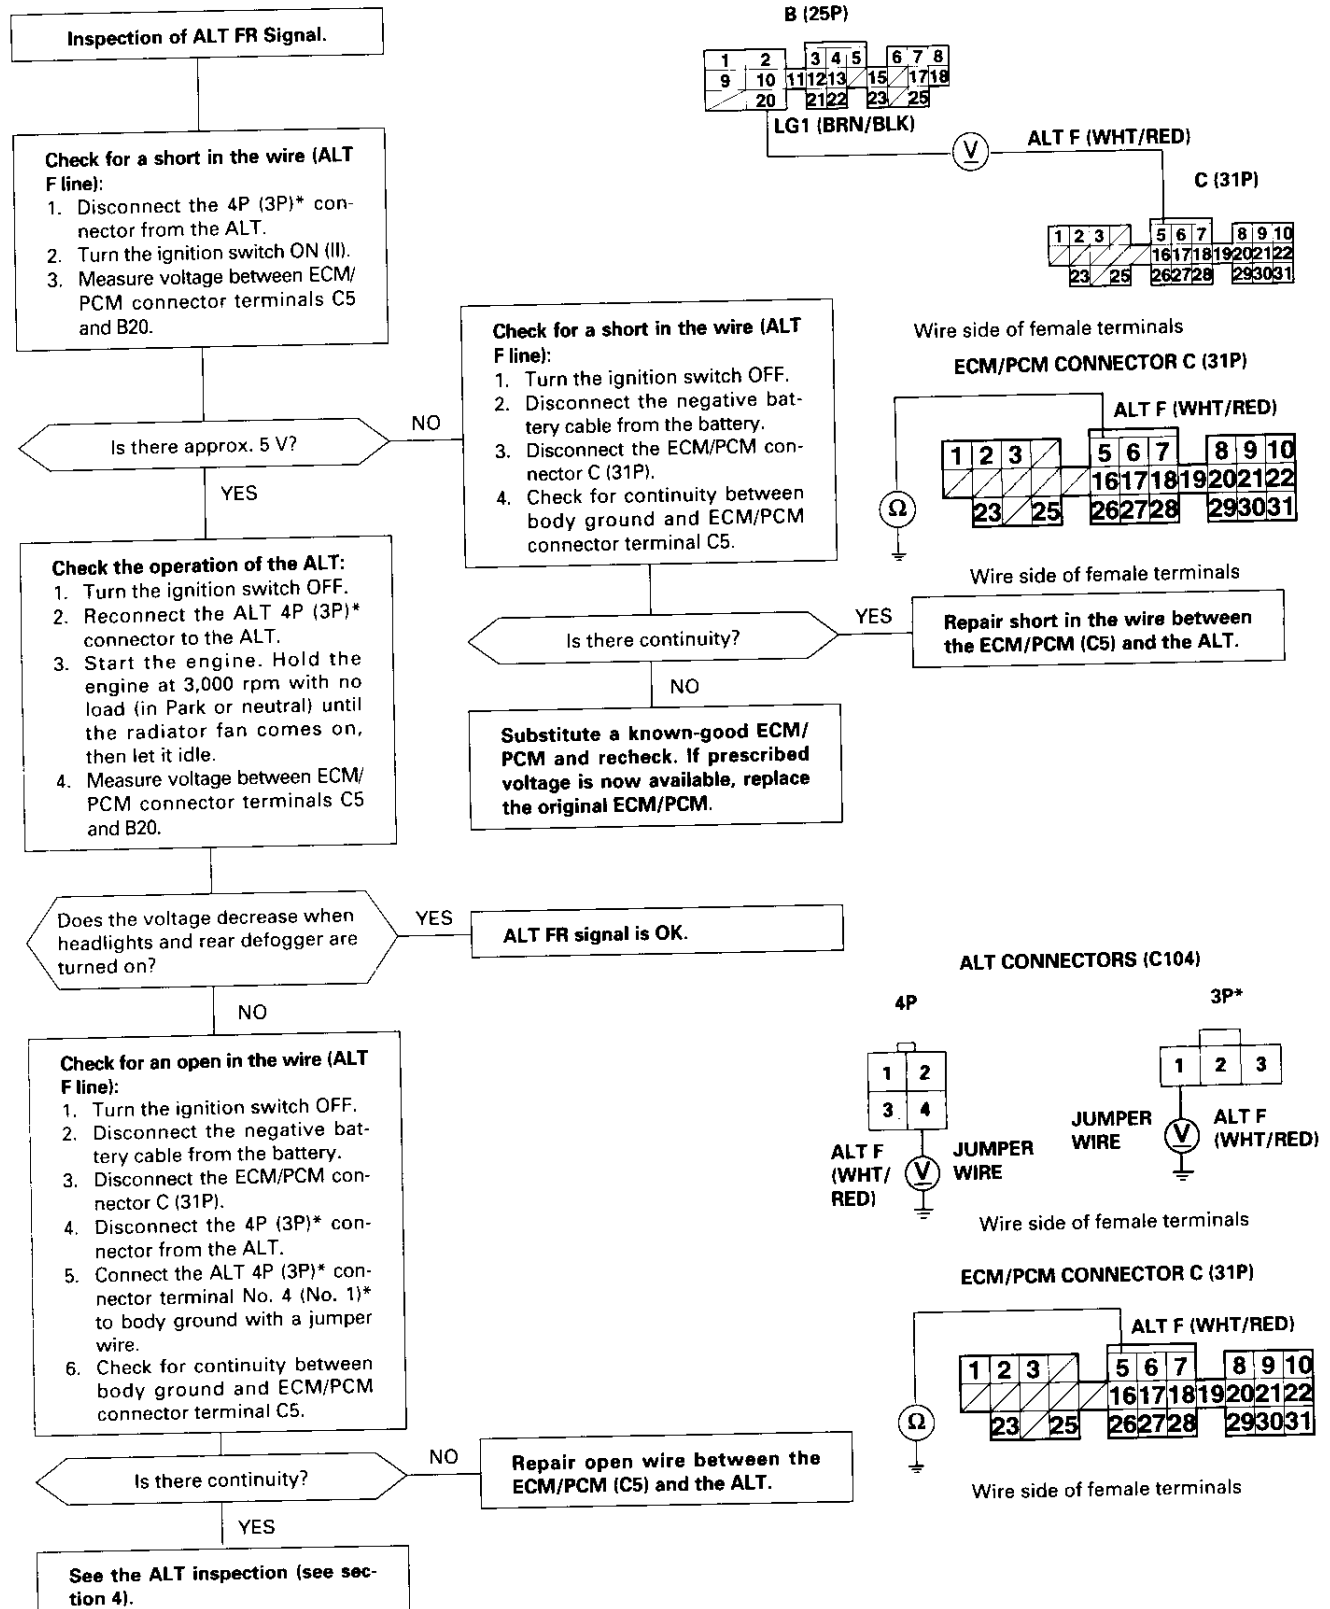 Inspection of ALT FR Signal.
Check for a short in the wire (ALT
F line):
1. Disconnect the 4P (3P)* con-
nector from the ALT.
2. Turn the ignition switch ON (II).
3. Measure voltage between ECM/
PCM connector terminals C5
and B20.
Is there approx. 5 V?
NO
YES
Check for a short in the wire (ALT
F line):
1. Turn the ignition switch OFF.
2. Disconnect the negative bat-
tery cable from the battery.
3. Disconnect the ECM/PCM con-
nector C (31P).
4. Check for continuity between
body ground and ECM/PCM
connector terminal C5.
Is there continuity?
YES
Repair short in the wire between
the ECM/PCM (C5) and the ALT.
NO
Substitute a known-good ECM/
PCM and recheck. If prescribed
voltage is now available, replace
the original ECM/PCM.
Check the operation of the ALT:
1. Turn the ignition switch OFF.
2. Reconnect the ALT 4P (3P)*
connector to the ALT.
3. Start the engine. Hold the
engine at 3,000 rpm with no
load (in Park or neutral) until
the radiator fan comes on,
then let it idle.
4. Measure voltage between ECM/
PCM connector terminals C5
and B20.
Does the voltage decrease when
headlights and rear defogger are
turned on?
YES
ALT FR signal is OK.
NO
Check for an open in the wire (ALT
F line):
1. Turn the ignition switch OFF.
2. Disconnect the negative bat-
tery cable from the battery.
3. Disconnect the ECM/PCM con-
nector C (31P).
4. Disconnect the 4P (3P)* con-
nector from the ALT.
5. Connect the ALT 4P (3P)* con-
nector terminal No. 4 (No. 1)*
to body ground with a jumper
wire.
6. Check for continuity between
body ground and ECM/PCM
connector terminal C5.
Is there continuity?
NO
Repair open wire between the
ECM/PCM (C5) and the ALT.
YES
See the ALT inspection (see sec-
tion 4).
B (25P)
1 2 3 4 5 6 7 8
9 10 11 12 13 15 17 18
20 21 22 23 25
LG1 (BRN/BLK)
V
ALT F (WHT/RED)
C (31P)
1 2 3 5 6 7 8 9 10
16 17 18 19 20 21 22
23 25 26 27 28 29 30 31
Wire side of female terminals
ECM/PCM CONNECTOR C (31P)
ALT F (WHT/RED)
1 2 3 5 6 7 8 9 10
16 17 18 19 20 21 22
23 25 26 27 28 29 30 31
Ω
Wire side of female terminals
ALT CONNECTORS (C104)
4P
1 2
3 4
ALT F
(WHT/
RED)
V
JUMPER
WIRE
3P*
1 2 3
JUMPER
WIRE
V
ALT F
(WHT/RED)
Wire side of female terminals
ECM/PCM CONNECTOR C (31P)
ALT F (WHT/RED)
1 2 3 5 6 7 8 9 10
16 17 18 19 20 21 22
23 25 26 27 28 29 30 31
Ω
Wire side of female terminals